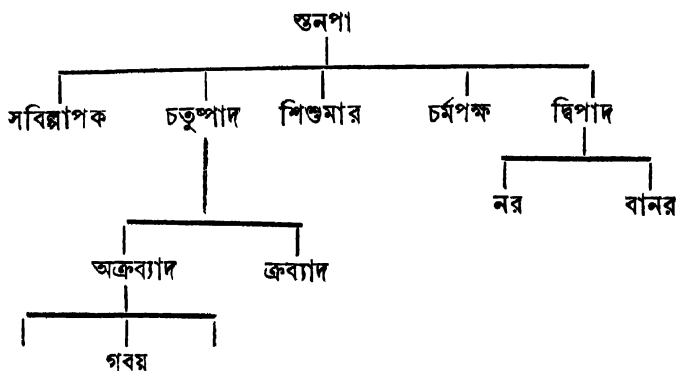 স্তনপা
সবিল্লাপক চতুষ্পাদ শিশুমার চর্মপক্ষ দ্বিপাদ
নর বানর
অক্রব্যাদ ক্রব্যাদ
গবয়